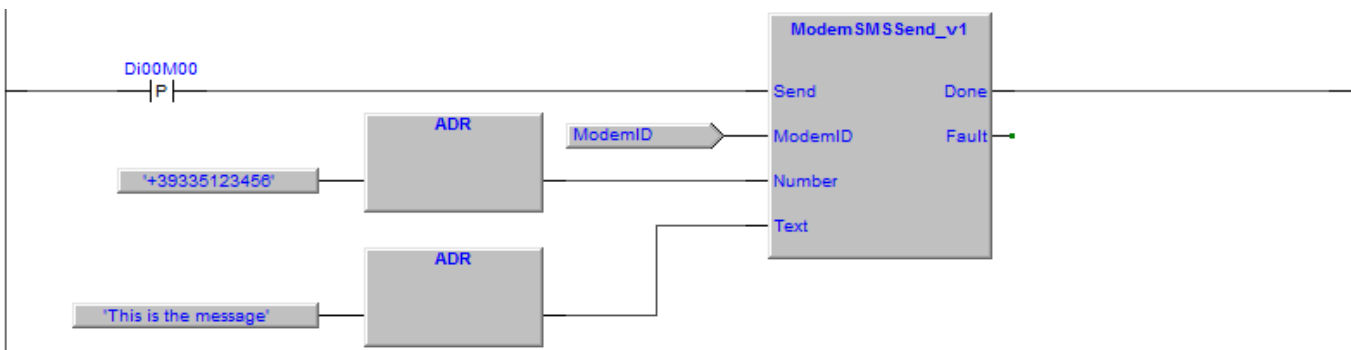 ModemSMSSend_v1
Di00M00
P
Send
Done
ADR
ModemID
ModemID
Fault
'+39335123456'
Number
Text
ADR
'This is the message'